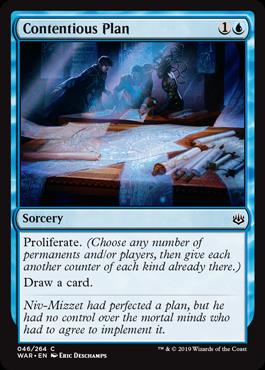 Contentious Plan 1
Sorcery
Proliferate. (Choose any number of
permanents and/or players, then give each
another counter of each kind already there.)
Draw a card.
Niv-Mizzet had perfected a plan, but he
had no control over the mortal minds who
had to agree to implement it.
046/264 C
WAR • EN Eric Deschamps
™ & © 2019 Wizards of the Coast